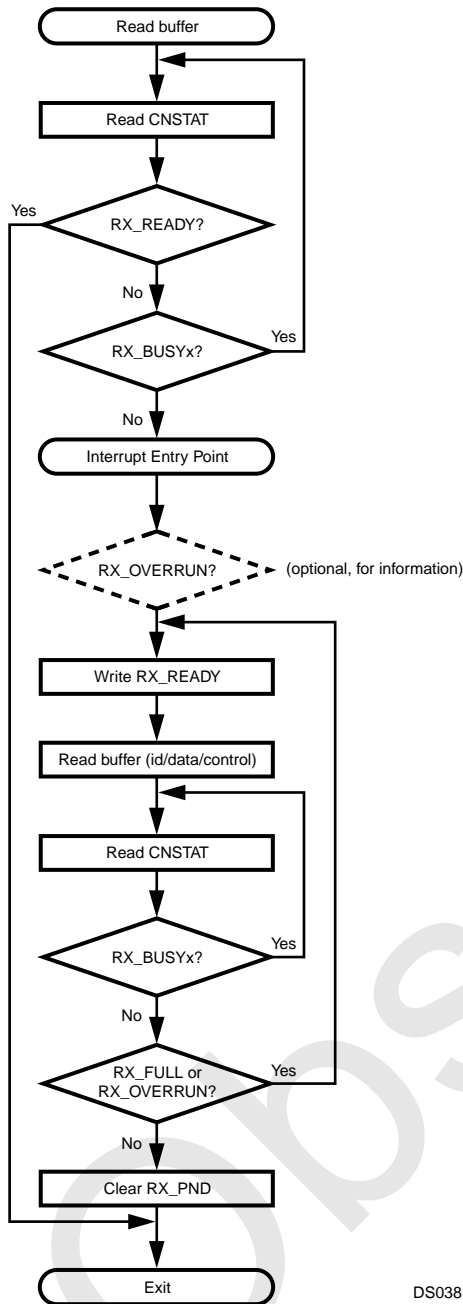 Read buffer
Read CNSTAT
Yes
RX_READY?
No
RX_BUSYx?
Yes
No
Interrupt Entry Point
RX_OVERRUN?
(optional, for information)
Write RX_READY
Read buffer (id/data/control)
Read CNSTAT
RX_BUSYx?
Yes
No
RX_FULL or
RX_OVERRUN?
Yes
No
Clear RX_PND
Exit
DS038